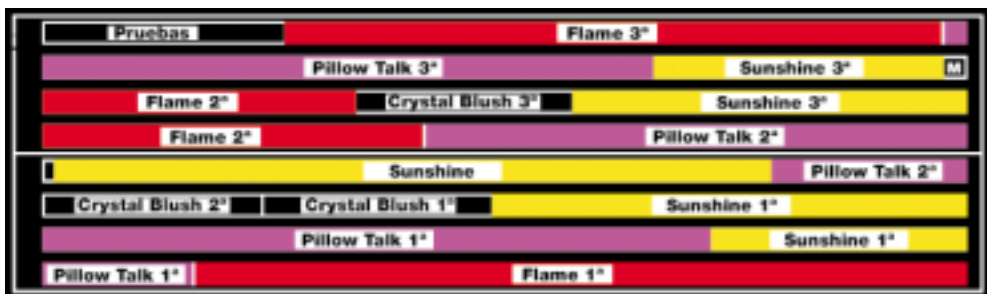 Pruebas Flame 3ª
Pillow Talk 3ª Sunshine 3ª M
Flame 2ª Crystal Blush 3ª Sunshine 3ª
Flame 2ª Pillow Talk 2ª
Sunshine Pillow Talk 2ª
Crystal Blush 2ª Crystal Blush 1ª Sunshine 1ª
Pillow Talk 1ª Sunshine 1ª
Pillow Talk 1ª Flame 1ª